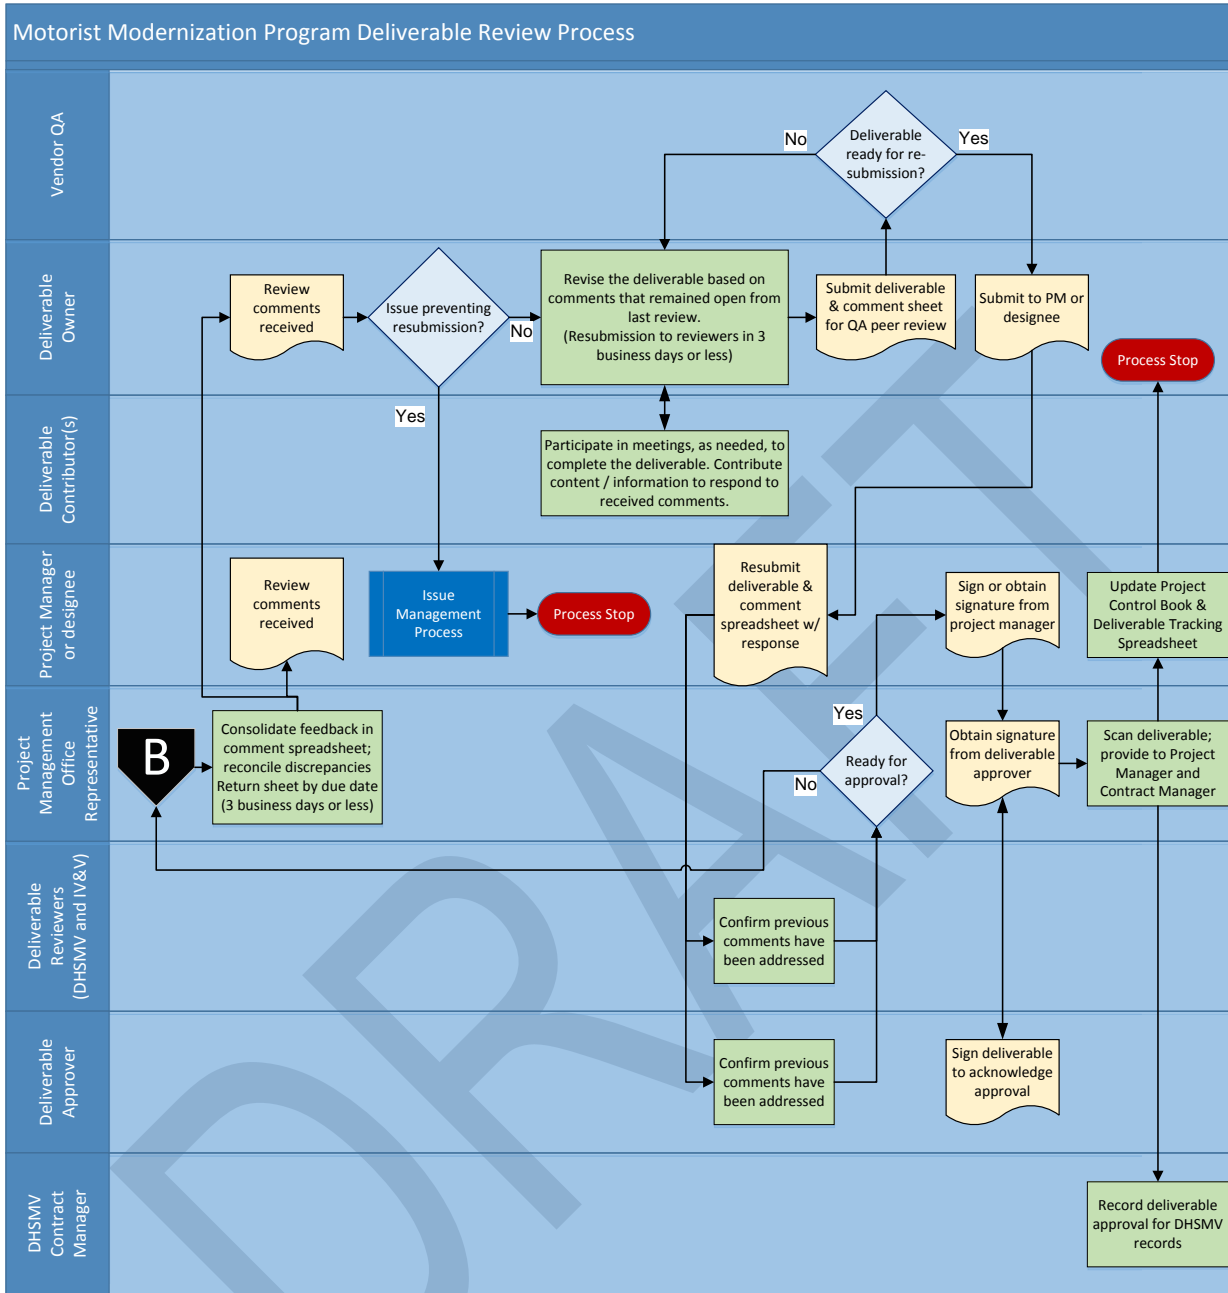 Motorist Modernization Program Deliverable Review Process
Vendor QA
No
Deliverable
ready for re-
submission?
Yes
Deliverable
Owner
Review
comments
received
Issue preventing
resubmission?
No
Yes
Revise the deliverable based on
comments that remained open from
last review.
(Resubmission to reviewers in 3
business days or less)
Submit deliverable
& comment sheet
for QA peer review
Submit to PM or
designee
Process Stop
Deliverable
Contributor(s)
Participate in meetings, as needed, to
complete the deliverable. Contribute
content / information to respond to
received comments.
Project Manager
or designee
Review
comments
received
Issue
Management
Process
Process Stop
Resubmit
deliverable &
comment
spreadsheet w/
response
Sign or obtain
signature from
project manager
Update Project
Control Book &
Deliverable Tracking
Spreadsheet
Project
Management
Office
Representative
B
Consolidate feedback in
comment spreadsheet;
reconcile discrepancies
Return sheet by due date
(3 business days or less)
Yes
Ready for
approval?
No
Obtain signature
from deliverable
approver
Scan deliverable;
provide to Project
Manager and
Contract Manager
Deliverable
Reviewers
(DHSMV and IV&V)
Confirm previous
comments have
been addressed
Deliverable
Approver
Confirm previous
comments have
been addressed
Sign deliverable
to acknowledge
approval
DHSMV
Contract
Manager
Record deliverable
approval for DHSMV
records
DRAFT